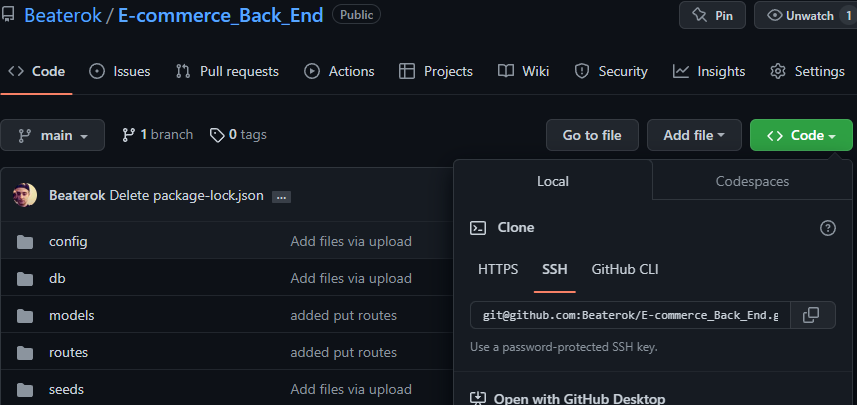 Beaterok / E-commerce_Back_End Public
Pin Unwatch 1
Code Issues Pull requests Actions Projects Wiki Security Insights Settings
main 1 branch 0 tags Go to file Add file Code
Local Codespaces
Beaterok Delete package-lock.json ...
Clone
config Add files via upload
HTTPS SSH GitHub CLI
db Add files via upload
models added put routes
git@github.com:Beaterok/E-commerce_Back_End.g
routes added put routes
Use a password-protected SSH key.
seeds Add files via upload
Open with GitHub Desktop